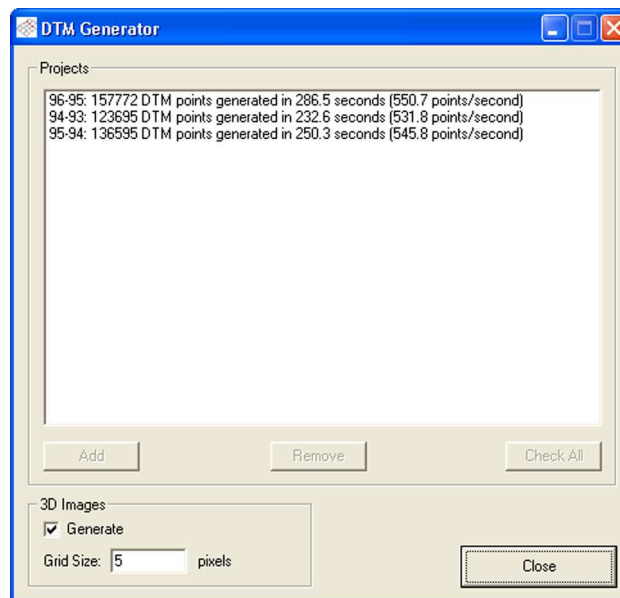 DTM Generator
Projects
96-95: 157772 DTM points generated in 286.5 seconds (550.7 points/second)
94-93: 123695 DTM points generated in 232.6 seconds (531.8 points/second)
95-94: 136595 DTM points generated in 250.3 seconds (545.8 points/second)
Add Remove Check All
3D Images
Generate
Grid Size: 5 pixels
Close